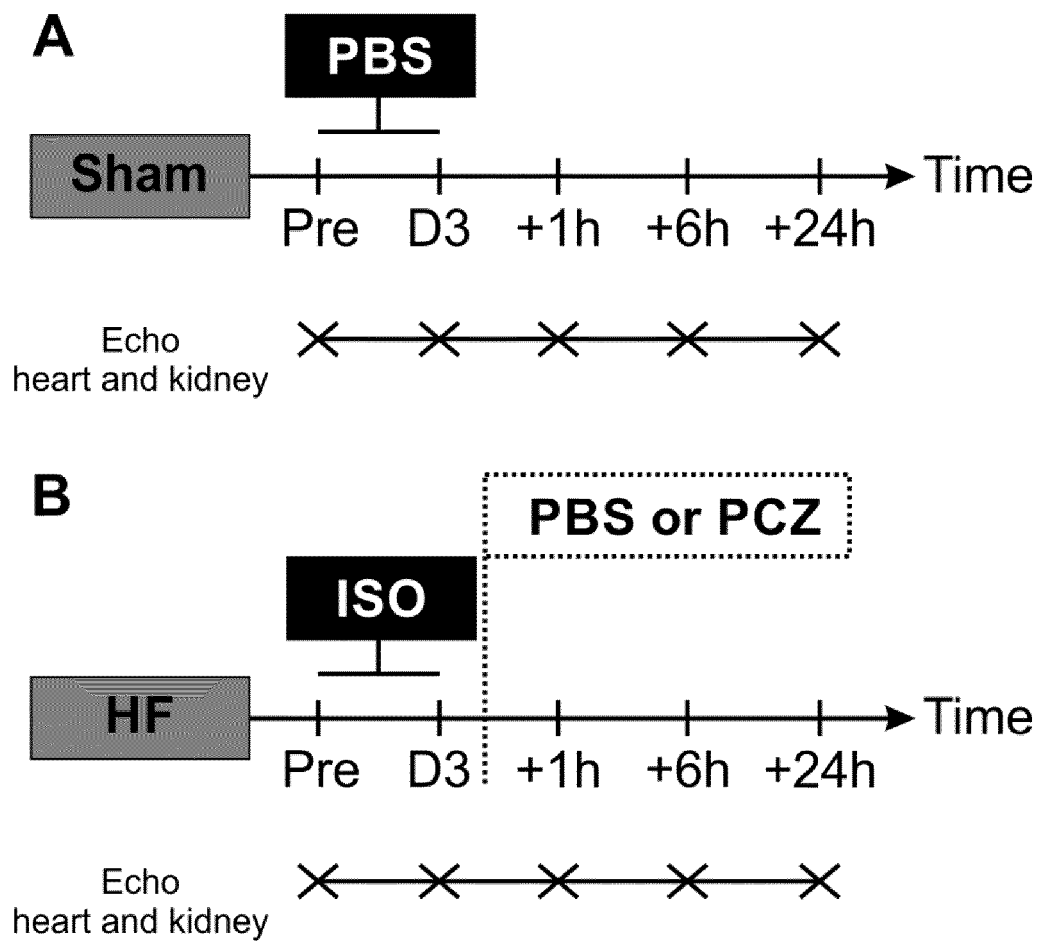 A
PBS
Sham
Time
Pre D3 +1h +6h +24h
Echo
heart and kidney
B
PBS or PCZ
ISO
HF
Time
Pre D3 +1h +6h +24h
Echo
heart and kidney